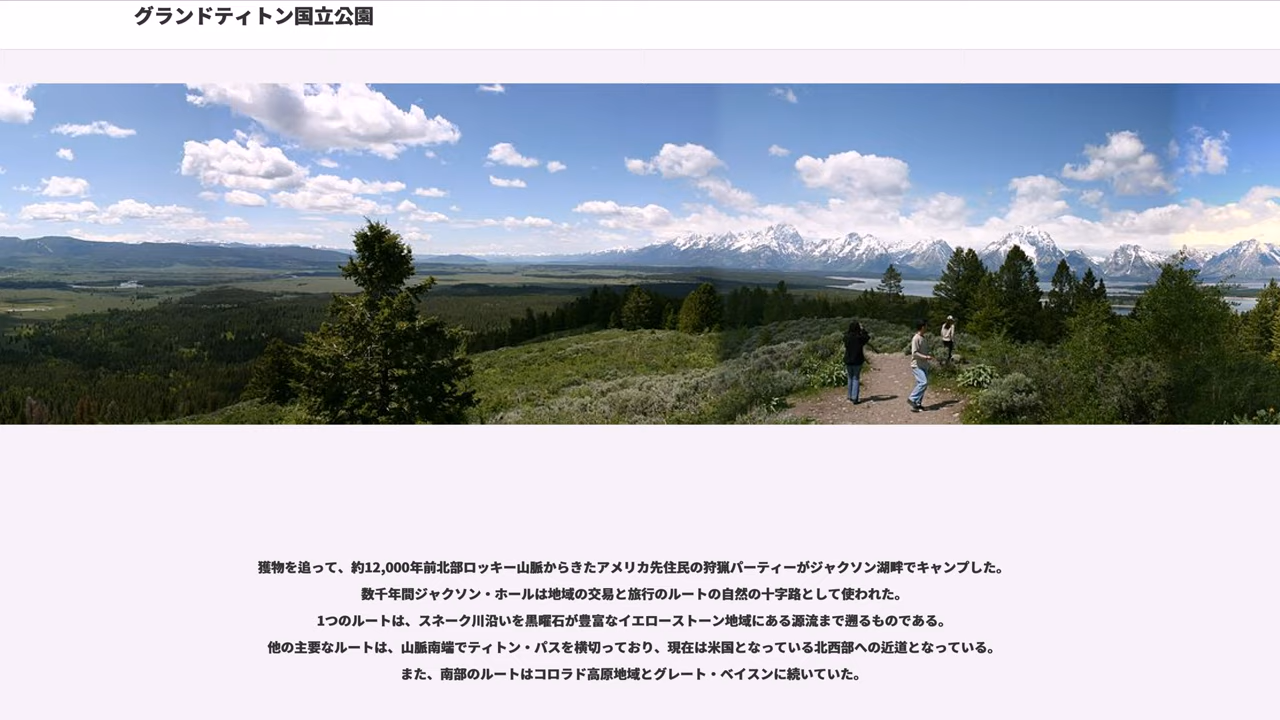 グランドティトン国立公園
獲物を追って、約12,000年前北部ロッキー山脈からきたアメリカ先住民の狩猟パーティーがジャクソン湖畔でキャンプした。
数千年間ジャクソン・ホールは地域の交易と旅行のルートの自然の十字路として使われた。
1つのルートは、スネーク川沿いを黒曜石が豊富なイエローストーン地域にある源流まで遡るものである。
他の主要なルートは、山脈南端でティトン・パスを横切っており、現在は米国となっている北西部への近道となっている。
また、南部のルートはコロラド高原地域とグレート・ベイスンに続いていた。